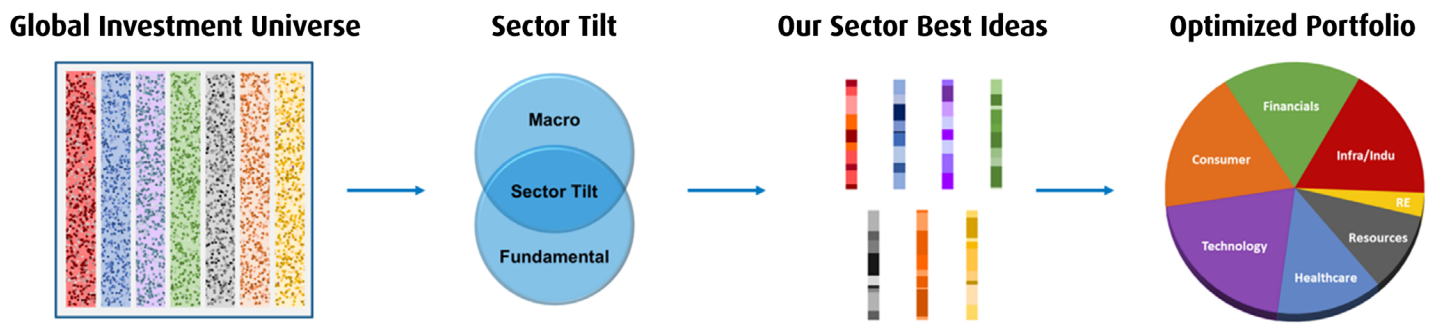 Global Investment Universe
Sector Tilt
Our Sector Best Ideas
Optimized Portfolio
Macro
Sector Tilt
Fundamental
Financials
Infra/Indu
Consumer
RE
Resources
Technology
Healthcare